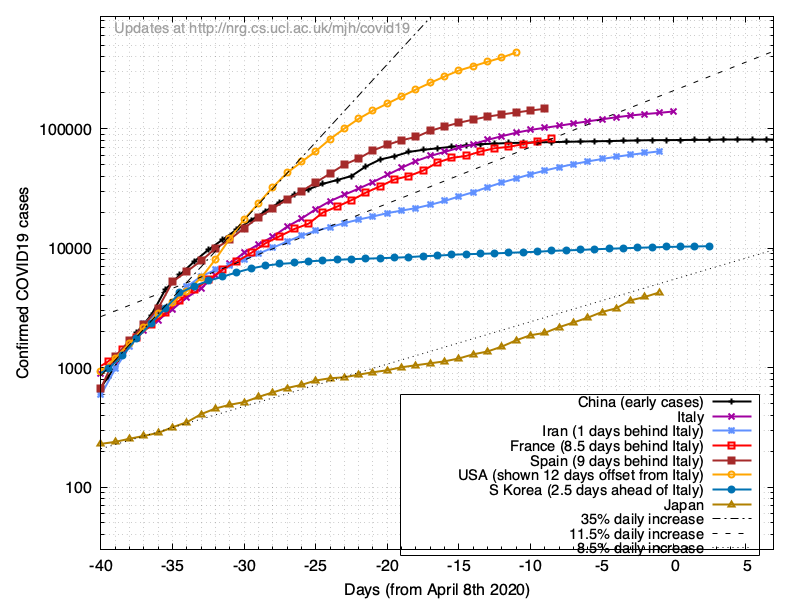 Updates at http://nrg.cs.ucl.ac.uk/mjh/covid19
100000
10000
1000
100
Confirmed COVID19 cases
China (early cases)
Italy
Iran (1 days behind Italy)
France (8.5 days behind Italy)
Spain (9 days behind Italy)
USA (shown 12 days offset from Italy)
S Korea (2.5 days ahead of Italy)
Japan
35% daily increase
11.5% daily increase
8.5% daily increase
-40 -35 -30 -25 -20 -15 -10 -5 0 5
Days (from April 8th 2020)